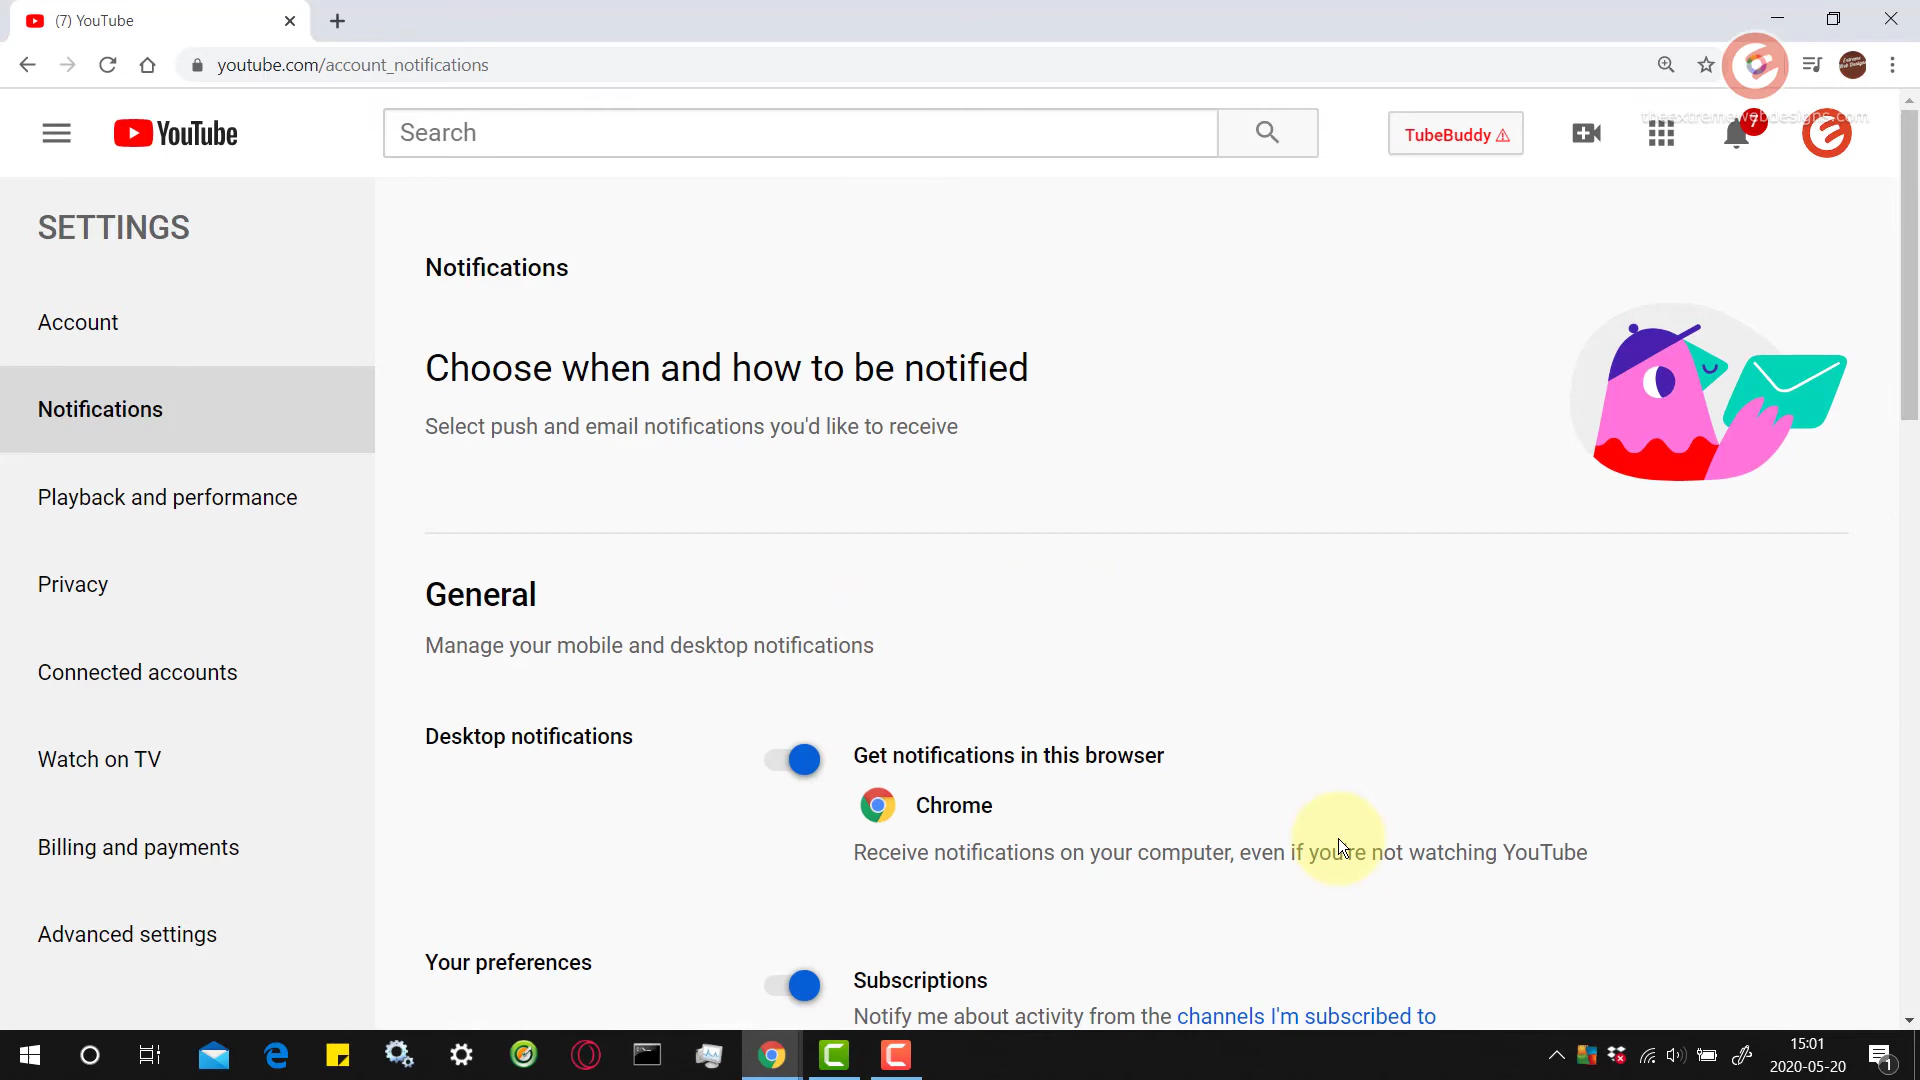 (7) YouTube
youtube.com/account_notifications
YouTube
Search
TubeBuddy
theextremewebdesigns.com
7
SETTINGS
Account
Notifications
Playback and performance
Privacy
Connected accounts
Watch on TV
Billing and payments
Advanced settings
Notifications
Choose when and how to be notified
Select push and email notifications you'd like to receive
General
Manage your mobile and desktop notifications
Desktop notifications
Get notifications in this browser
Chrome
Receive notifications on your computer, even if you're not watching YouTube
Your preferences
Subscriptions
Notify me about activity from the channels I'm subscribed to
15:01
2020-05-20
1